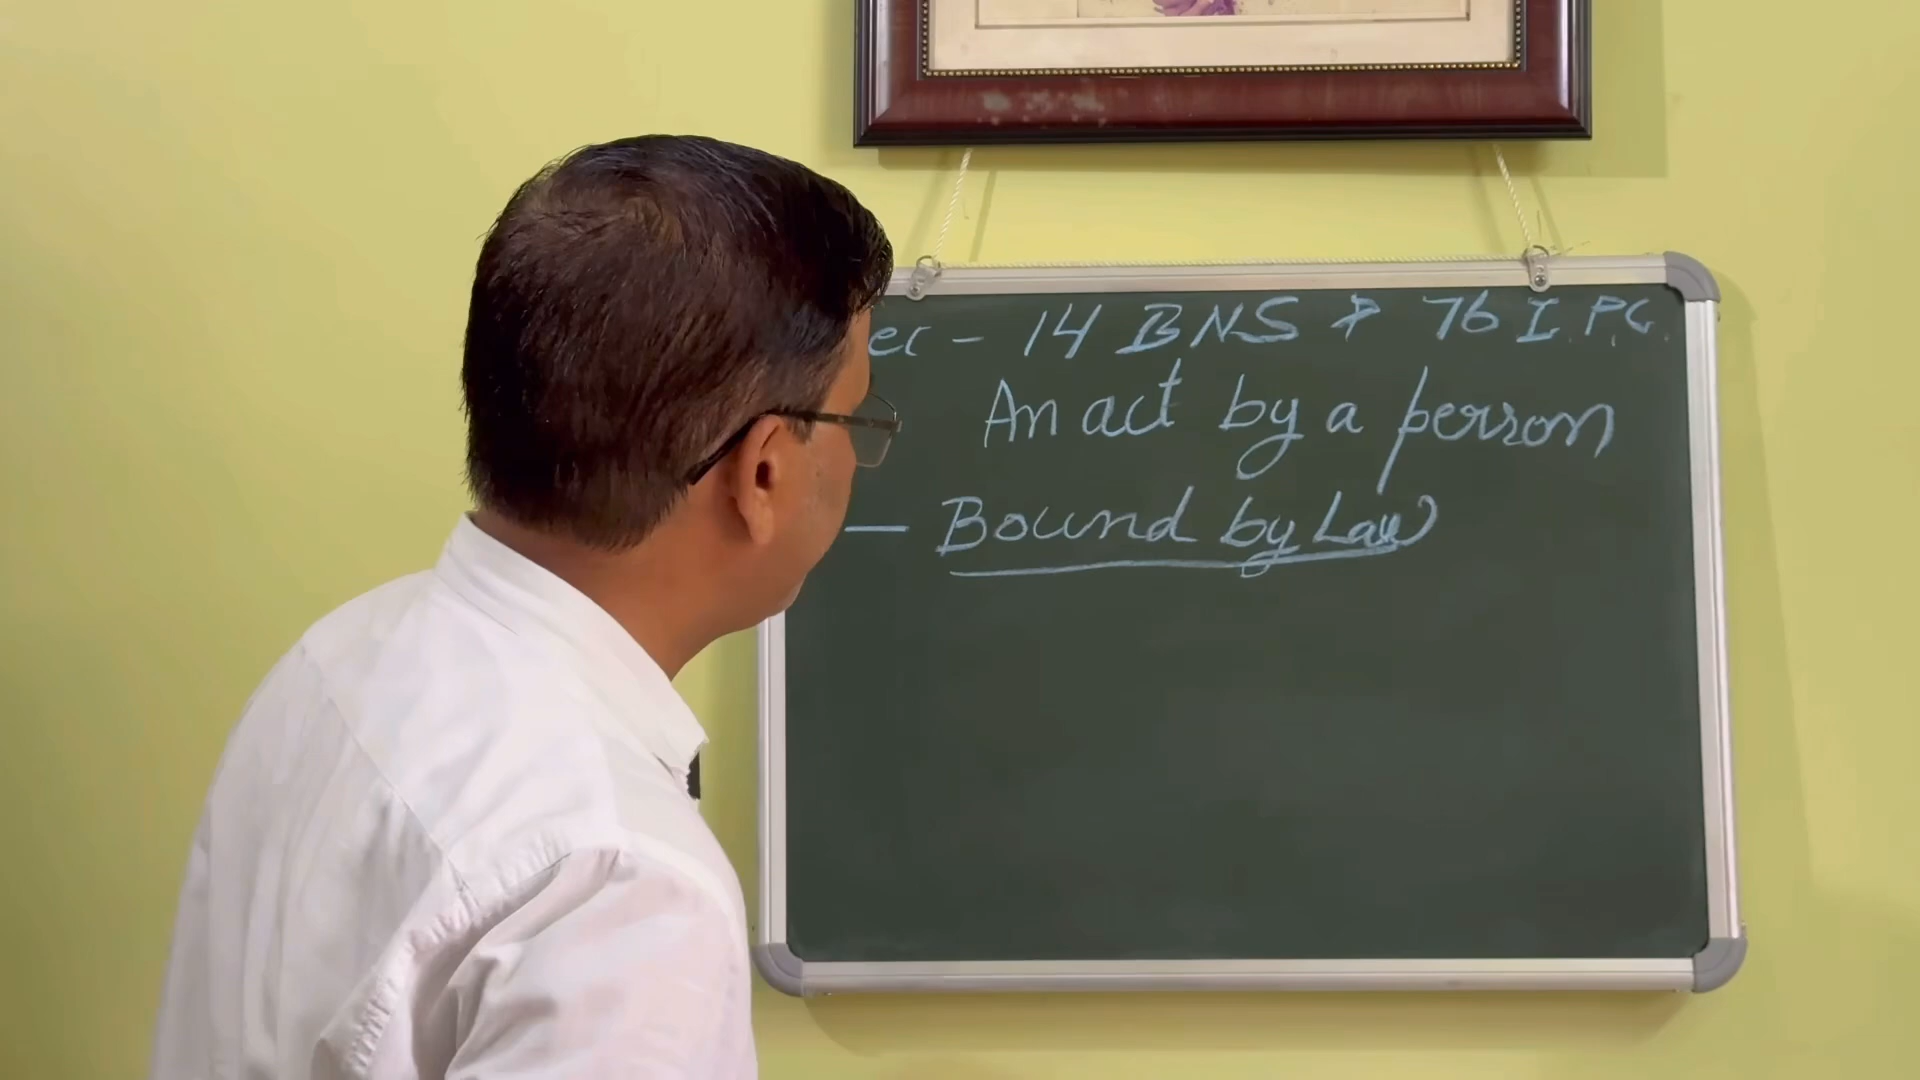 ec - 14 BNS & 76 I.P.C.
An act by a person
— Bound by Law